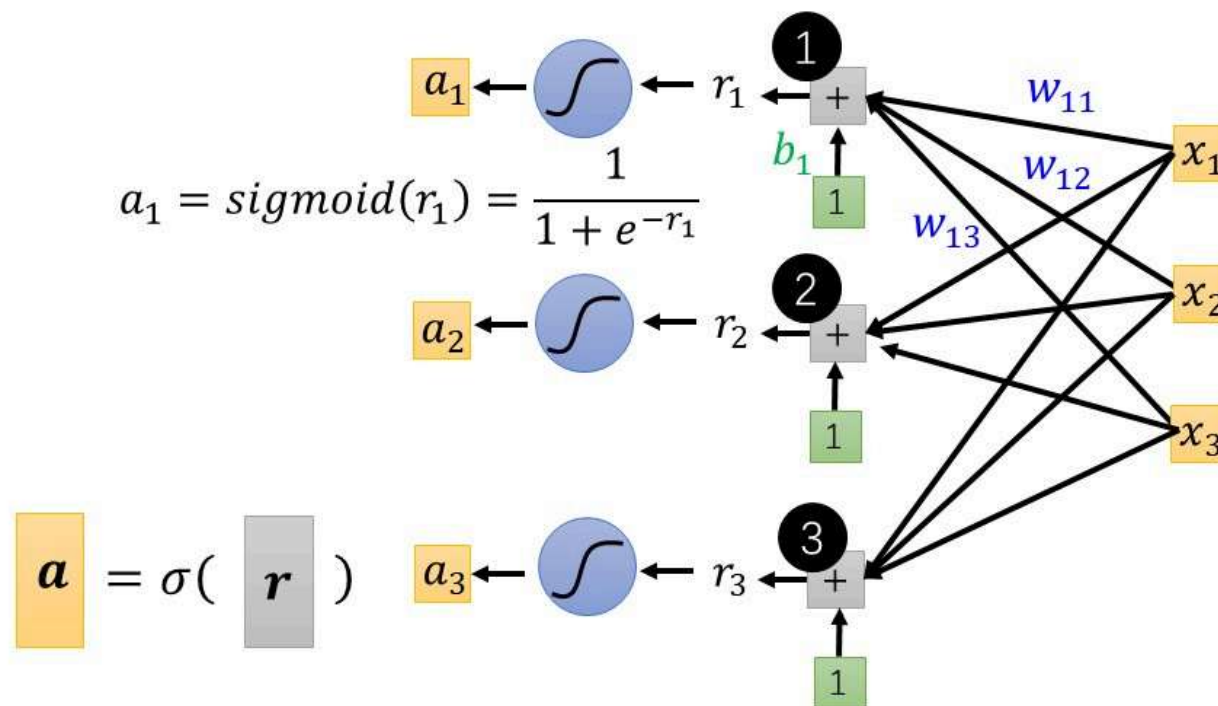 1
a₁ ← r₁ ← + w₁₁ x₁
b₁ 1 w₁₂
a₁ = sigmoid(r₁) = 1 / (1 + e^{-r₁}) w₁₃
2
a₂ ← r₂ ← + x₂
1 x₃
3
a₃ ← r₃ ← +
a = σ( r )
1